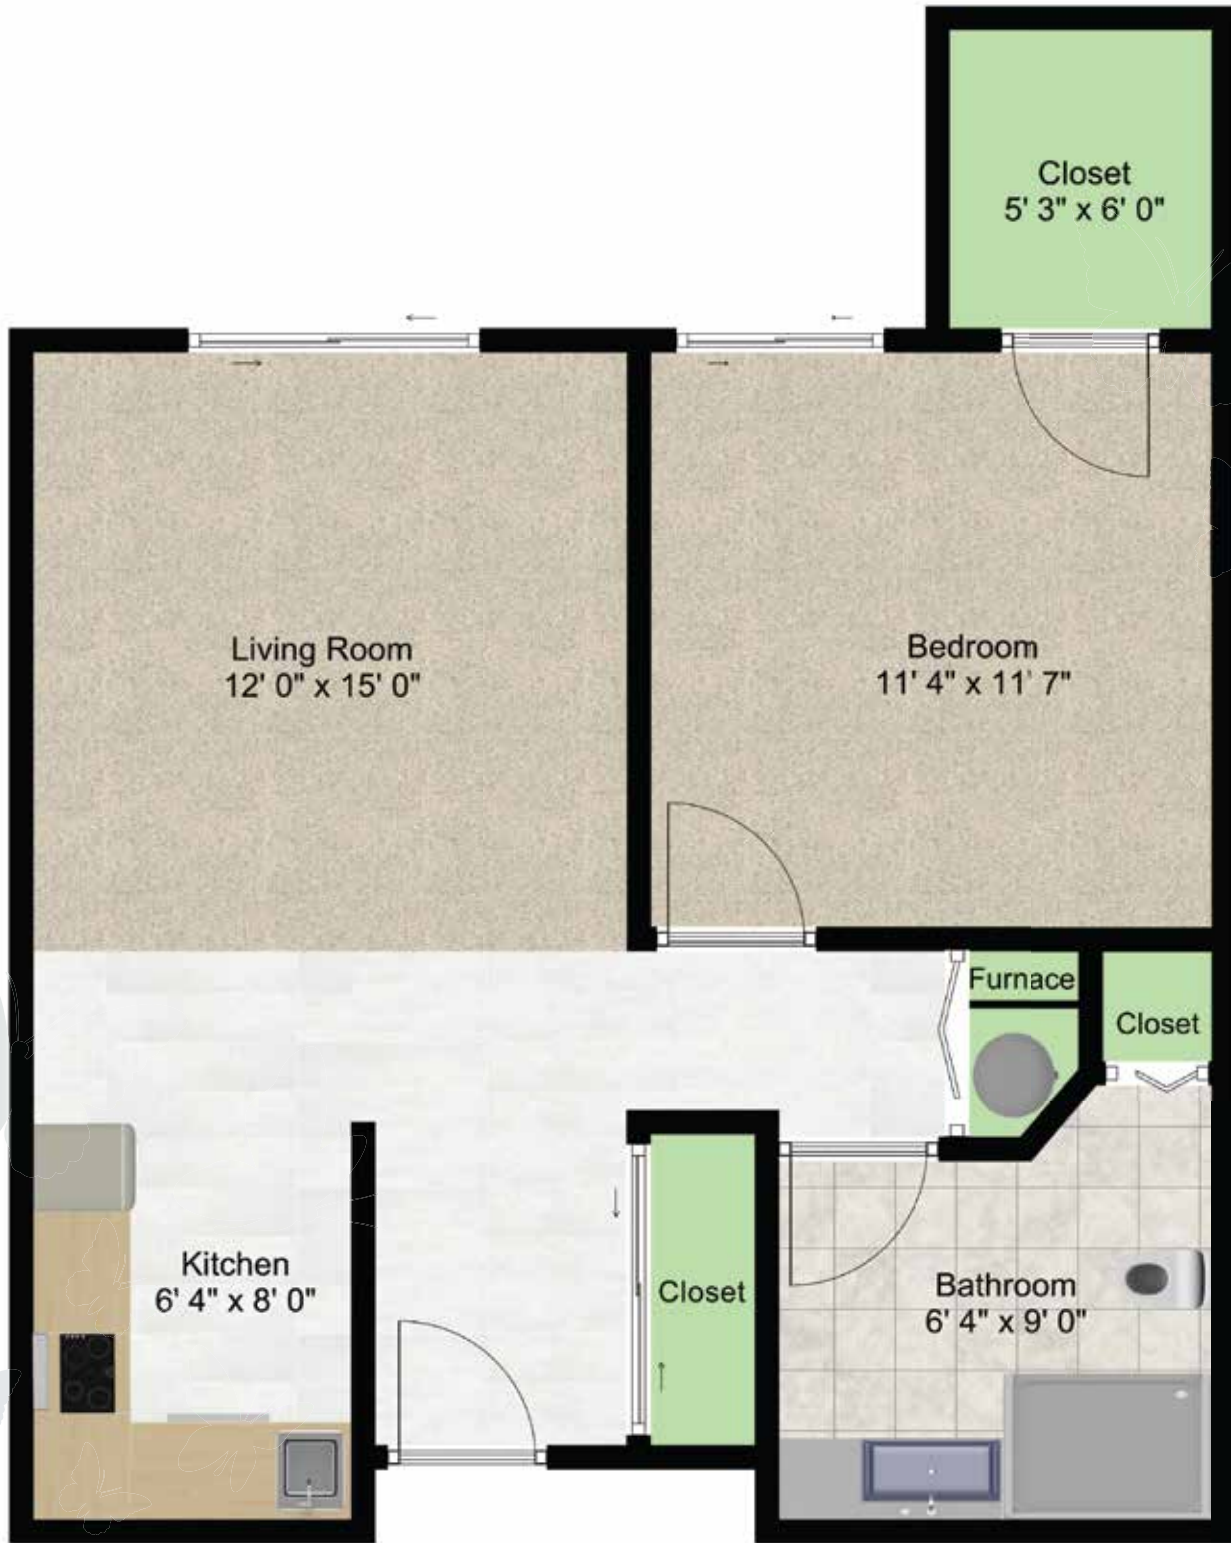 Closet
5' 3" x 6' 0"
Living Room
12' 0" x 15' 0"
Bedroom
11' 4" x 11' 7"
Furnace
Closet
Kitchen
6' 4" x 8' 0"
Closet
Bathroom
6' 4" x 9' 0"